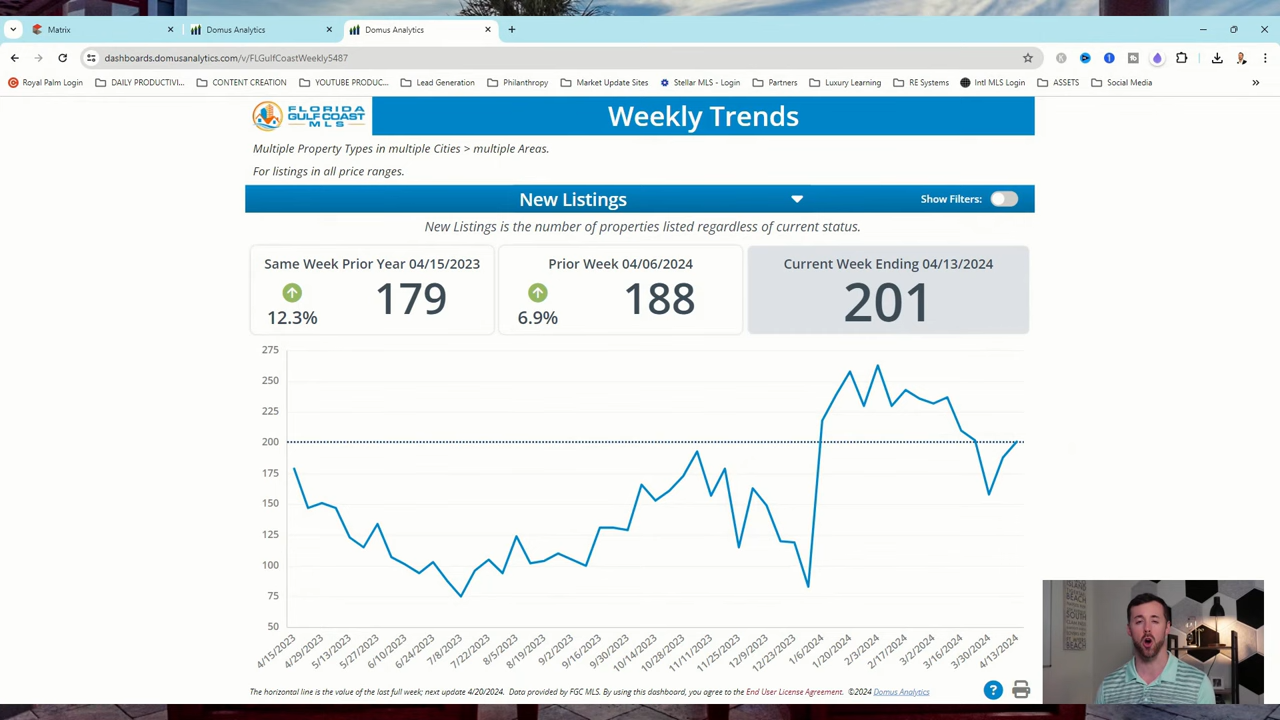 Matrix
Domus Analytics
Domus Analytics
dashboards.domusanalytics.com/v/FLGulfCoastWeekly5487
Royal Palm Login
DAILY PRODUCTIVI...
CONTENT CREATION
YOUTUBE PRODUC...
Lead Generation
Philanthropy
Market Update Sites
Stellar MLS - Login
Partners
Luxury Learning
RE Systems
Intl MLS Login
ASSETS
Social Media
FLORIDA
GULF COAST
MLS
Weekly Trends
Multiple Property Types in multiple Cities > multiple Areas.
For listings in all price ranges.
New Listings
Show Filters:
New Listings is the number of properties listed regardless of current status.
Same Week Prior Year 04/15/2023
12.3%
179
Prior Week 04/06/2024
6.9%
188
Current Week Ending 04/13/2024
201
275
250
225
200
175
150
125
100
75
50
4/15/2023
4/29/2023
5/13/2023
5/27/2023
6/10/2023
6/24/2023
7/8/2023
7/22/2023
8/5/2023
8/19/2023
9/2/2023
9/16/2023
9/30/2023
10/14/2023
10/28/2023
11/11/2023
11/25/2023
12/9/2023
12/23/2023
1/6/2024
1/20/2024
2/3/2024
2/17/2024
3/2/2024
3/16/2024
3/30/2024
4/13/2024
The horizontal line is the value of the last full week; next update 4/20/2024. Data provided by FGC MLS. By using this dashboard, you agree to the End User License Agreement. ©2024 Domus Analytics
?